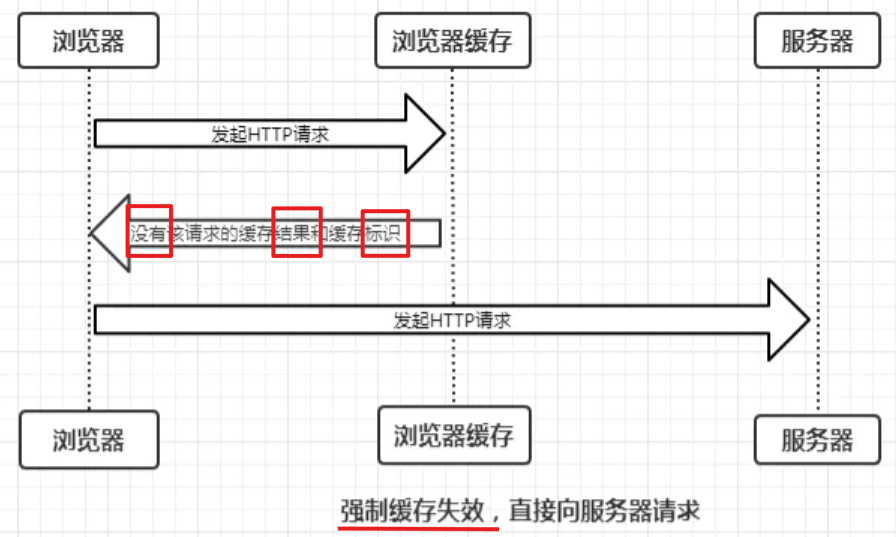 浏览器
浏览器缓存
服务器
发起HTTP请求
没有该请求的缓存结果和缓存标识
发起HTTP请求
浏览器
浏览器缓存
服务器
强制缓存失效，直接向服务器请求